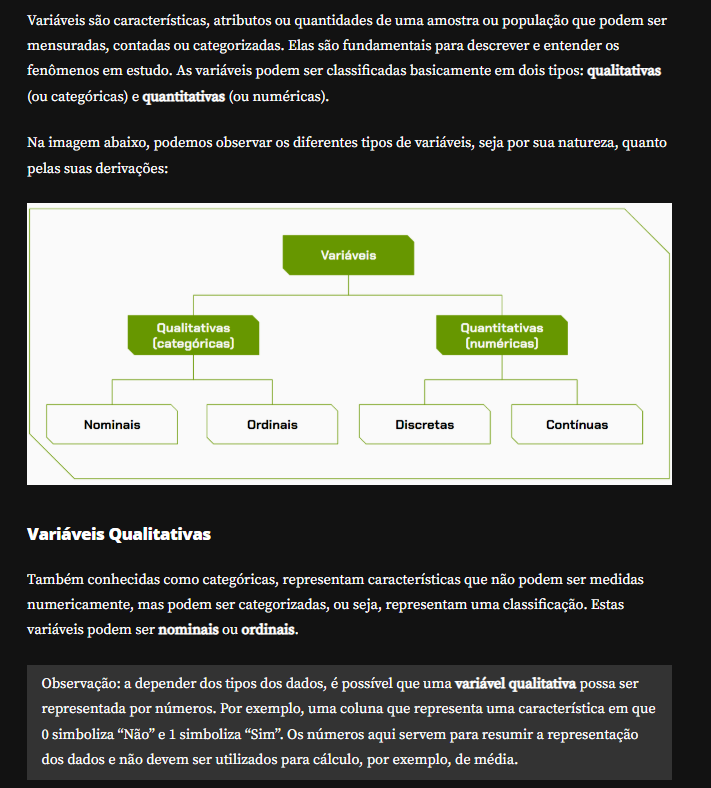 Variáveis são características, atributos ou quantidades de uma amostra ou população que podem ser
mensuradas, contadas ou categorizadas. Elas são fundamentais para descrever e entender os
fenômenos em estudo. As variáveis podem ser classificadas basicamente em dois tipos: qualitativas
(ou categóricas) e quantitativas (ou numéricas).
Na imagem abaixo, podemos observar os diferentes tipos de variáveis, seja por sua natureza, quanto
pelas suas derivações:
Variáveis
Qualitativas
(categóricas)
Quantitativas
(numéricas)
Nominais
Ordinais
Discretas
Contínuas
Variáveis Qualitativas
Também conhecidas como categóricas, representam características que não podem ser medidas
numericamente, mas podem ser categorizadas, ou seja, representam uma classificação. Estas
variáveis podem ser nominais ou ordinais.
Observação: a depender dos tipos dos dados, é possível que uma variável qualitativa possa ser
representada por números. Por exemplo, uma coluna que representa uma característica em que
0 simboliza “Não” e 1 simboliza “Sim”. Os números aqui servem para resumir a representação
dos dados e não devem ser utilizados para cálculo, por exemplo, de média.